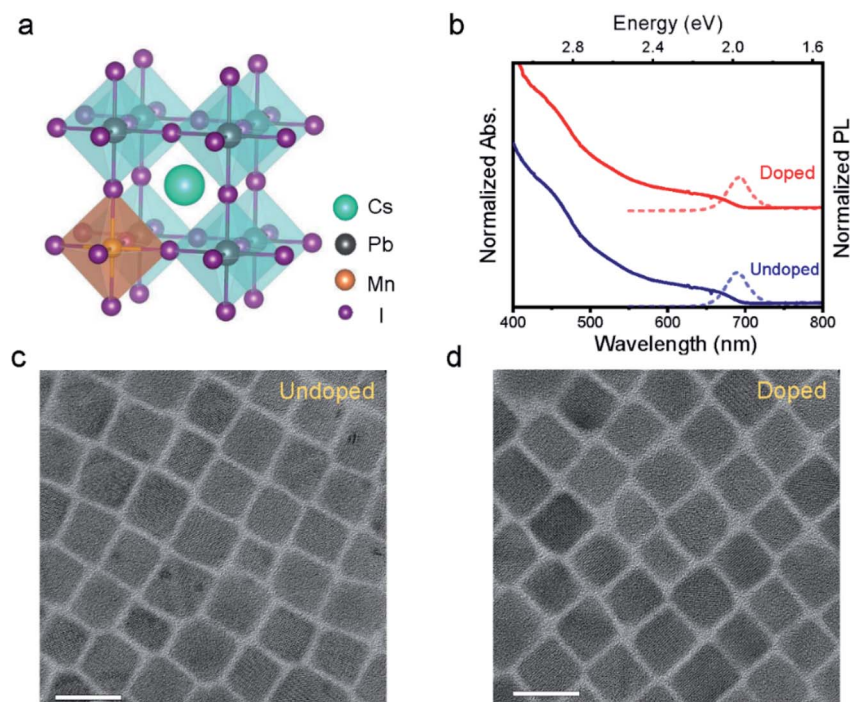 a
Cs
Pb
Mn
I
b
Energy (eV)
2.8 2.4 2.0 1.6
Normalized Abs.
Normalized PL
Doped
Undoped
400 500 600 700 800
Wavelength (nm)
c
Undoped
d
Doped